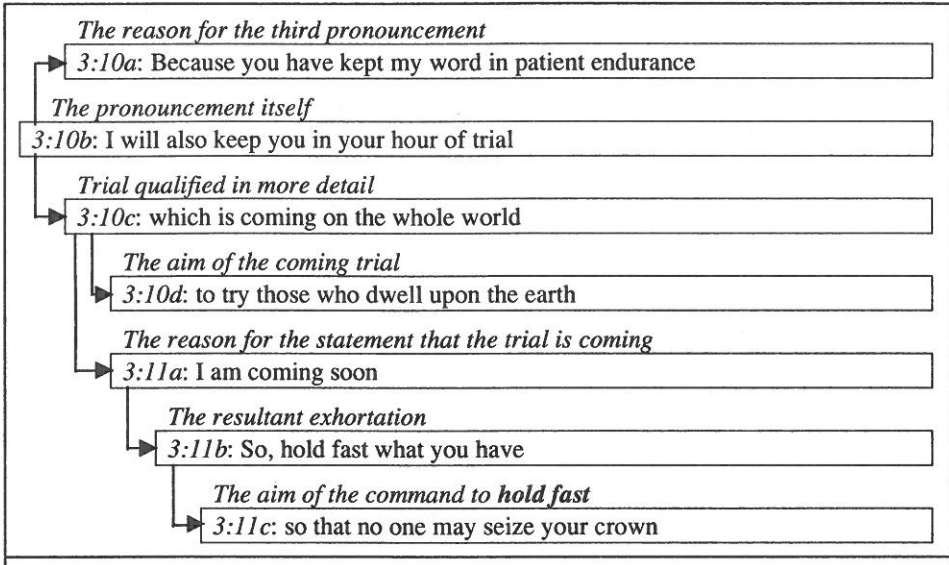 The reason for the third pronouncement
3:10a: Because you have kept my word in patient endurance
The pronouncement itself
3:10b: I will also keep you in your hour of trial
Trial qualified in more detail
3:10c: which is coming on the whole world
The aim of the coming trial
3:10d: to try those who dwell upon the earth
The reason for the statement that the trial is coming
3:11a: I am coming soon
The resultant exhortation
3:11b: So, hold fast what you have
The aim of the command to hold fast
3:11c: so that no one may seize your crown